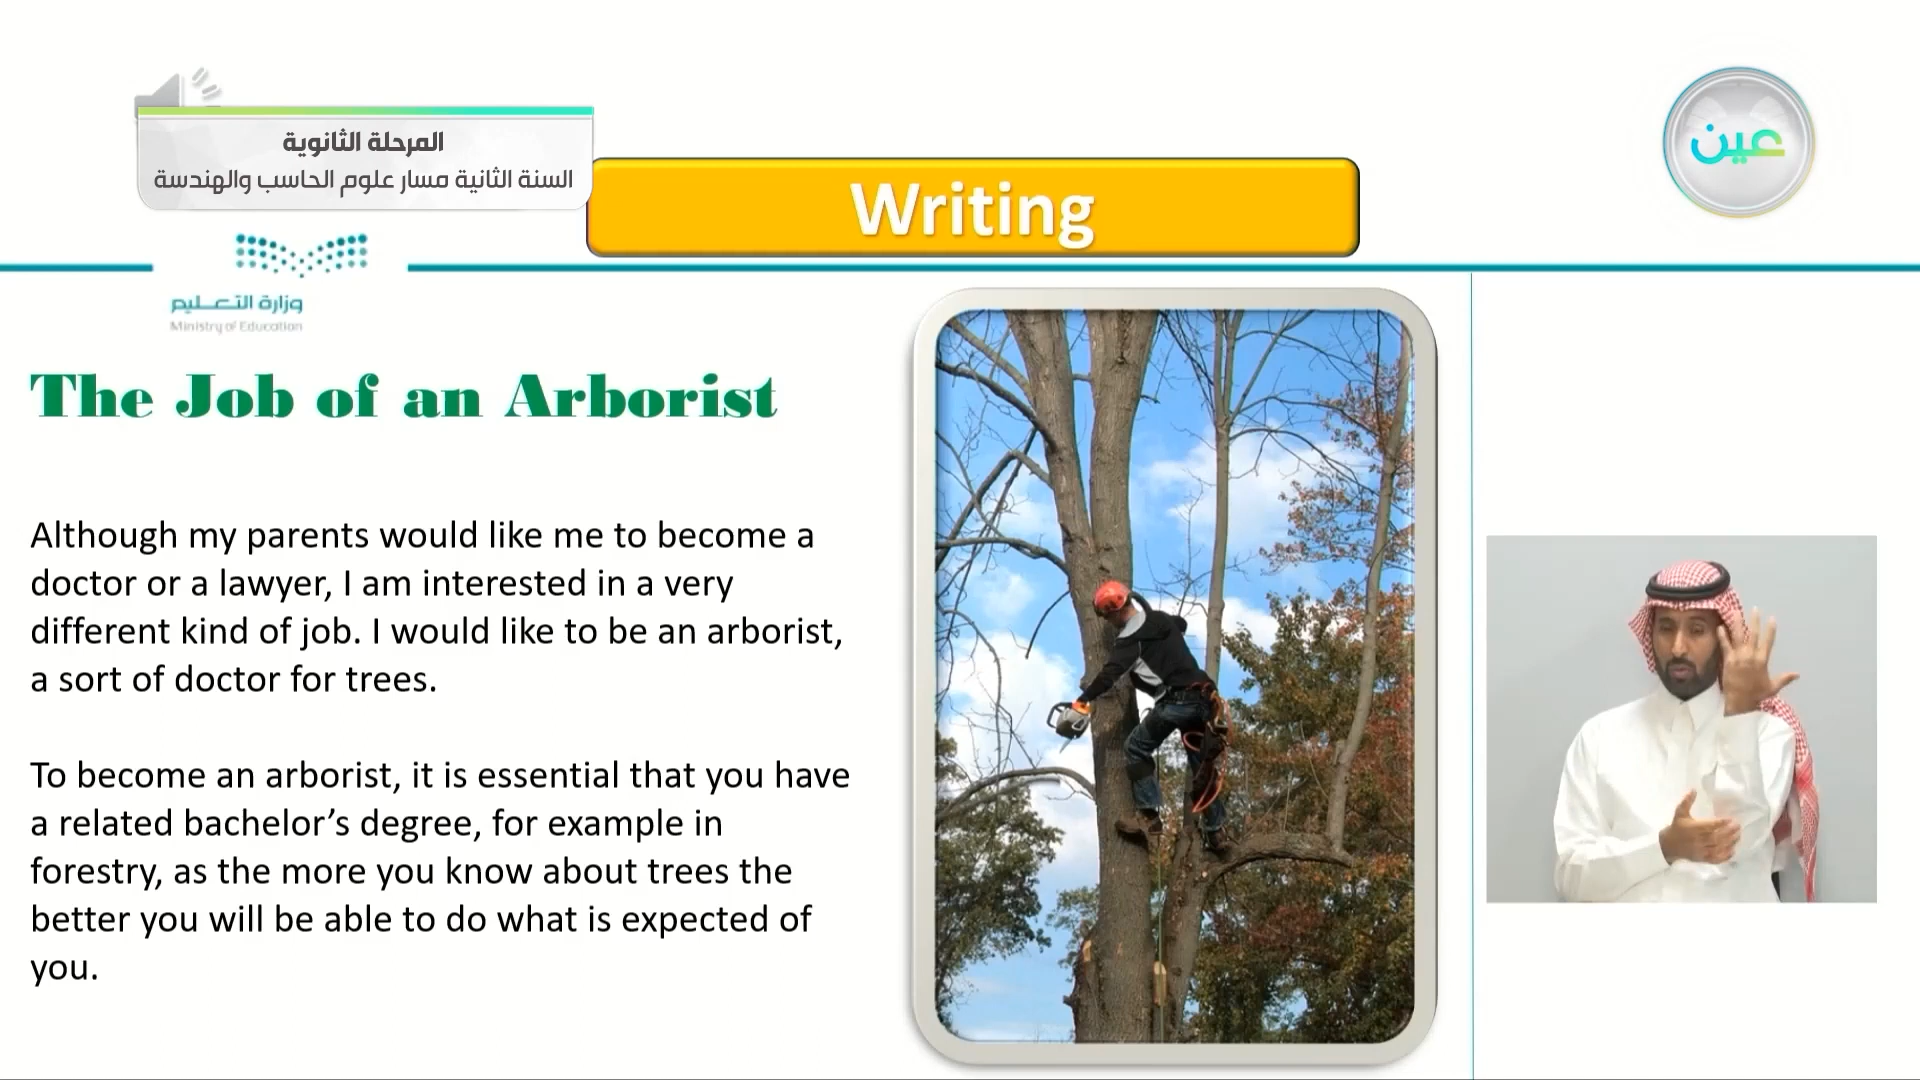 المرحلة الثانوية
السنة الثانية مسار علوم الحاسب والهندسة
عين
Writing
وزارة التعليم
Ministry of Education
The Job of an Arborist
Although my parents would like me to become a
doctor or a lawyer, I am interested in a very
different kind of job. I would like to be an arborist,
a sort of doctor for trees.
To become an arborist, it is essential that you have
a related bachelor’s degree, for example in
forestry, as the more you know about trees the
better you will be able to do what is expected of
you.